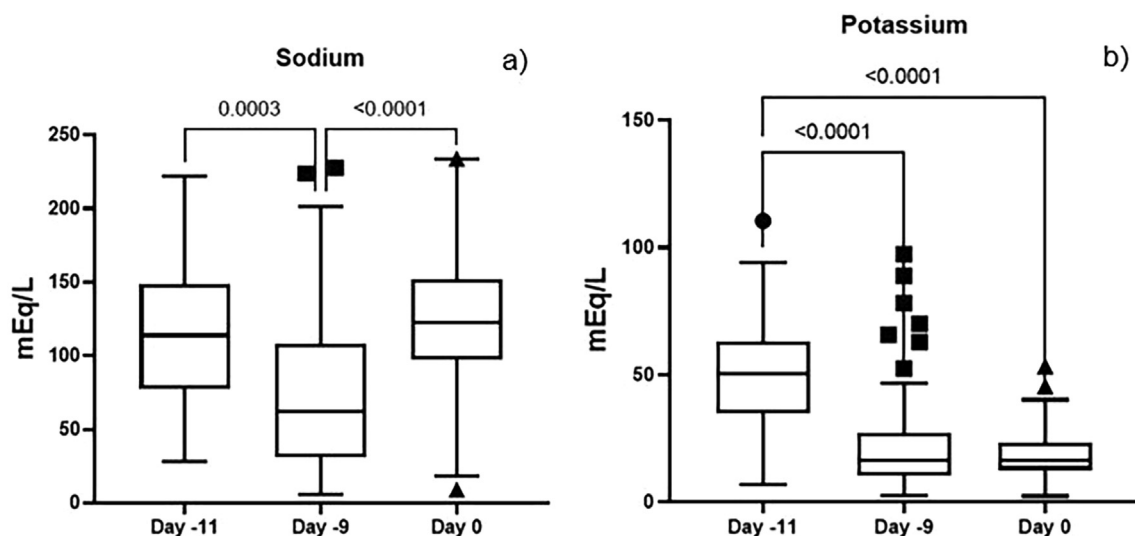 Sodium
a)
0.0003
<0.0001
250
200
150
100
50
0
mEq/L
Day -11
Day -9
Day 0
Potassium
b)
<0.0001
<0.0001
150
100
50
0
mEq/L
Day -11
Day -9
Day 0